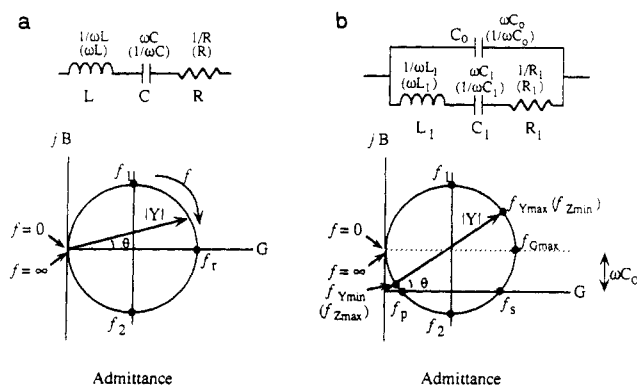 a
1/ωL
(ωL)
ωC
(1/ωC)
1/R
(R)
L
C
R
j B
f1
f
|Y|
θ
f = 0
f = ∞
G
fr
f2
Admittance
b
C₀
ωC₀
(1/ωC₀)
1/ωL₁
(ωL₁)
ωC₁
(1/ωC₁)
1/R₁
(R₁)
L₁
C₁
R₁
j B
f1
|Y|
fYmax (fZmin)
f = 0
fGmax
f = ∞
ωC₀
θ
fYmin
(fZmax)
fp
f2
fs
G
Admittance